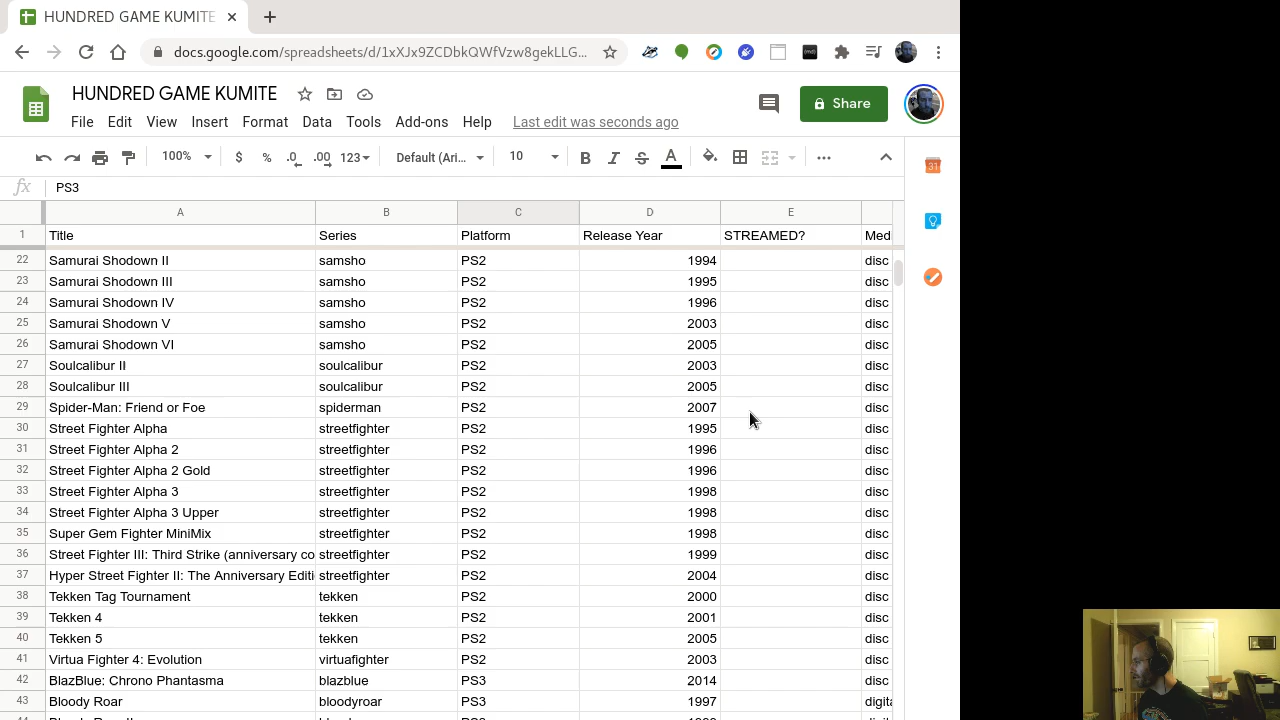 HUNDRED GAME KUMITE
docs.google.com/spreadsheets/d/1xXJx9ZCDbkQWfVzw8gekLLG...
HUNDRED GAME KUMITE
Share
File Edit View Insert Format Data Tools Add-ons Help Last edit was seconds ago
100% $ % .0 .00 123 Default (Ari... 10 B I S A
fx PS3
A B C D E
1 Title Series Platform Release Year STREAMED? Med
22 Samurai Shodown II samsho PS2 1994 disc
23 Samurai Shodown III samsho PS2 1995 disc
24 Samurai Shodown IV samsho PS2 1996 disc
25 Samurai Shodown V samsho PS2 2003 disc
26 Samurai Shodown VI samsho PS2 2005 disc
27 Soulcalibur II soulcalibur PS2 2003 disc
28 Soulcalibur III soulcalibur PS2 2005 disc
29 Spider-Man: Friend or Foe spiderman PS2 2007 disc
30 Street Fighter Alpha streetfighter PS2 1995 disc
31 Street Fighter Alpha 2 streetfighter PS2 1996 disc
32 Street Fighter Alpha 2 Gold streetfighter PS2 1996 disc
33 Street Fighter Alpha 3 streetfighter PS2 1998 disc
34 Street Fighter Alpha 3 Upper streetfighter PS2 1998 disc
35 Super Gem Fighter MiniMix streetfighter PS2 1998 disc
36 Street Fighter III: Third Strike (anniversary co streetfighter PS2 1999 disc
37 Hyper Street Fighter II: The Anniversary Editi streetfighter PS2 2004 disc
38 Tekken Tag Tournament tekken PS2 2000 disc
39 Tekken 4 tekken PS2 2001 disc
40 Tekken 5 tekken PS2 2005 disc
41 Virtua Fighter 4: Evolution virtuafighter PS2 2003 disc
42 BlazBlue: Chrono Phantasma blazblue PS3 2014 disc
43 Bloody Roar bloodyroar PS3 1997 digita